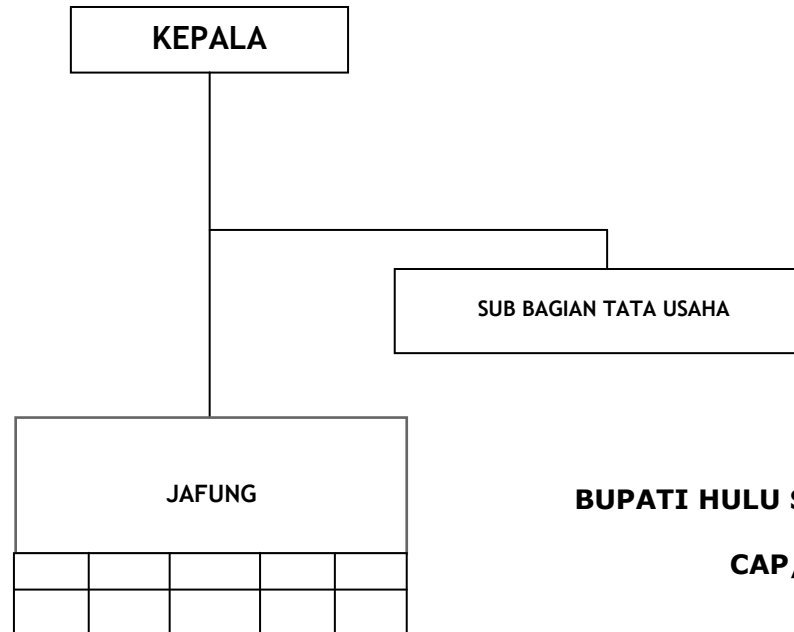 KEPALA
SUB BAGIAN TATA USAHA
JAFUNG
BUPATI HULU
CAP